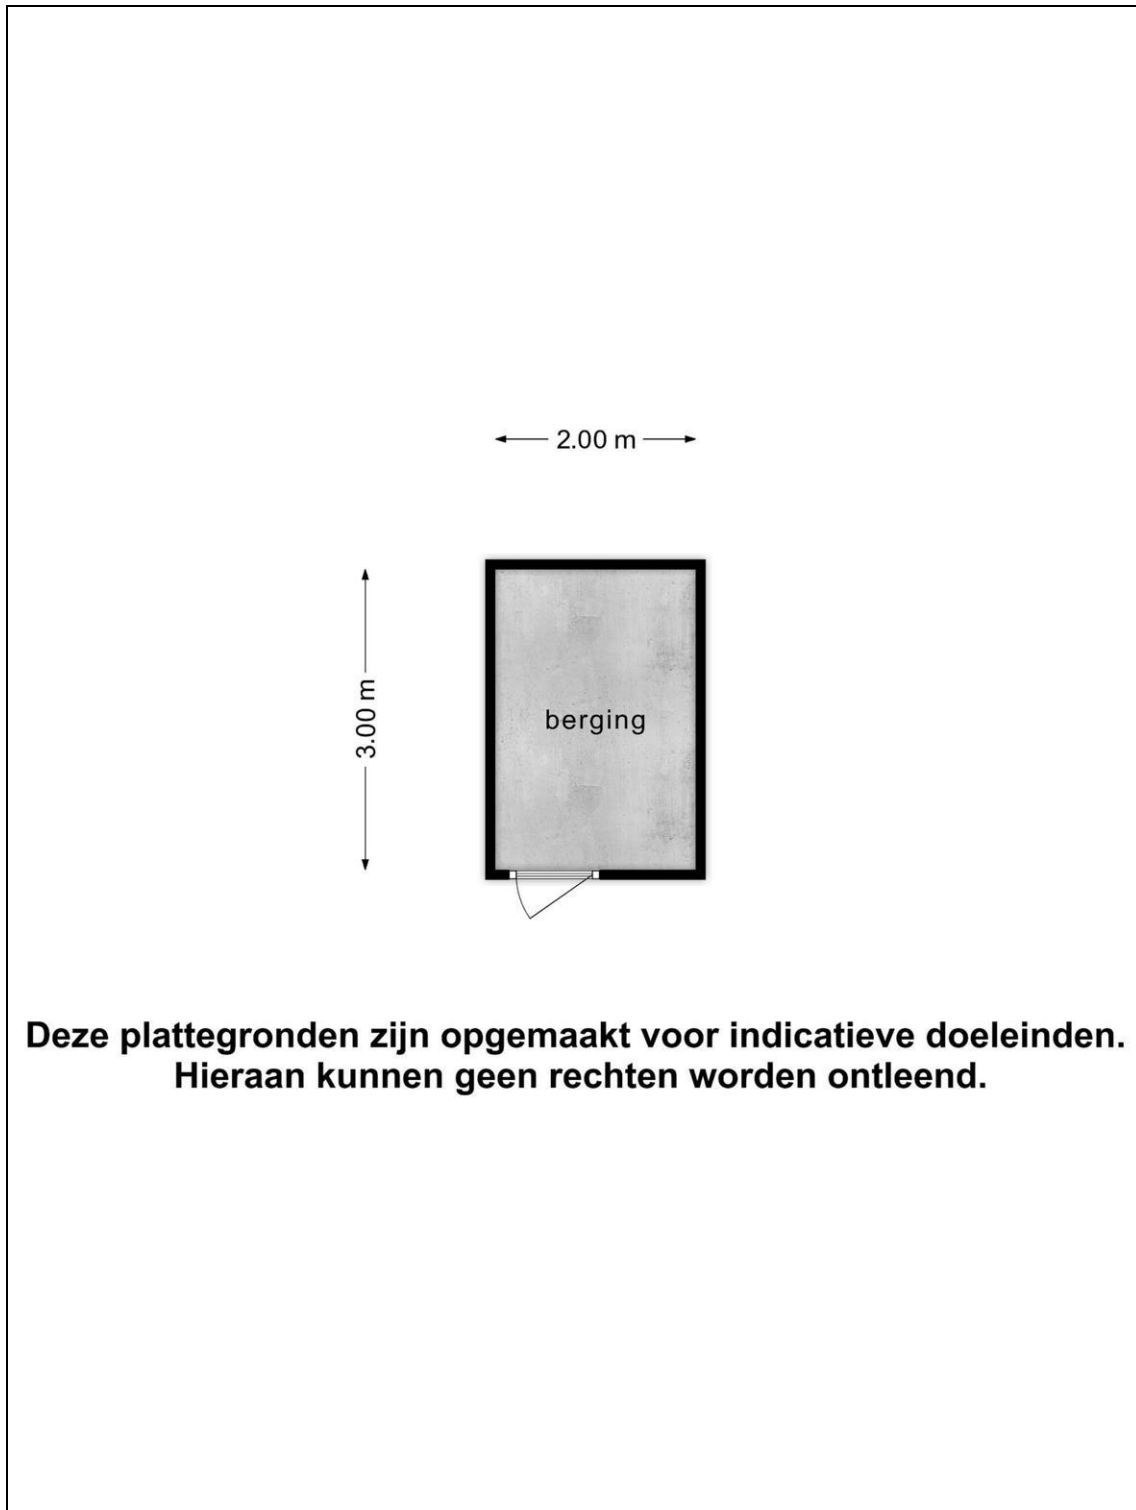 2.00 m
3.00 m
berging
Deze plattegronden zijn opgemaakt voor indicatieve doeleinden.
Hieraan kunnen geen rechten worden ontleend.